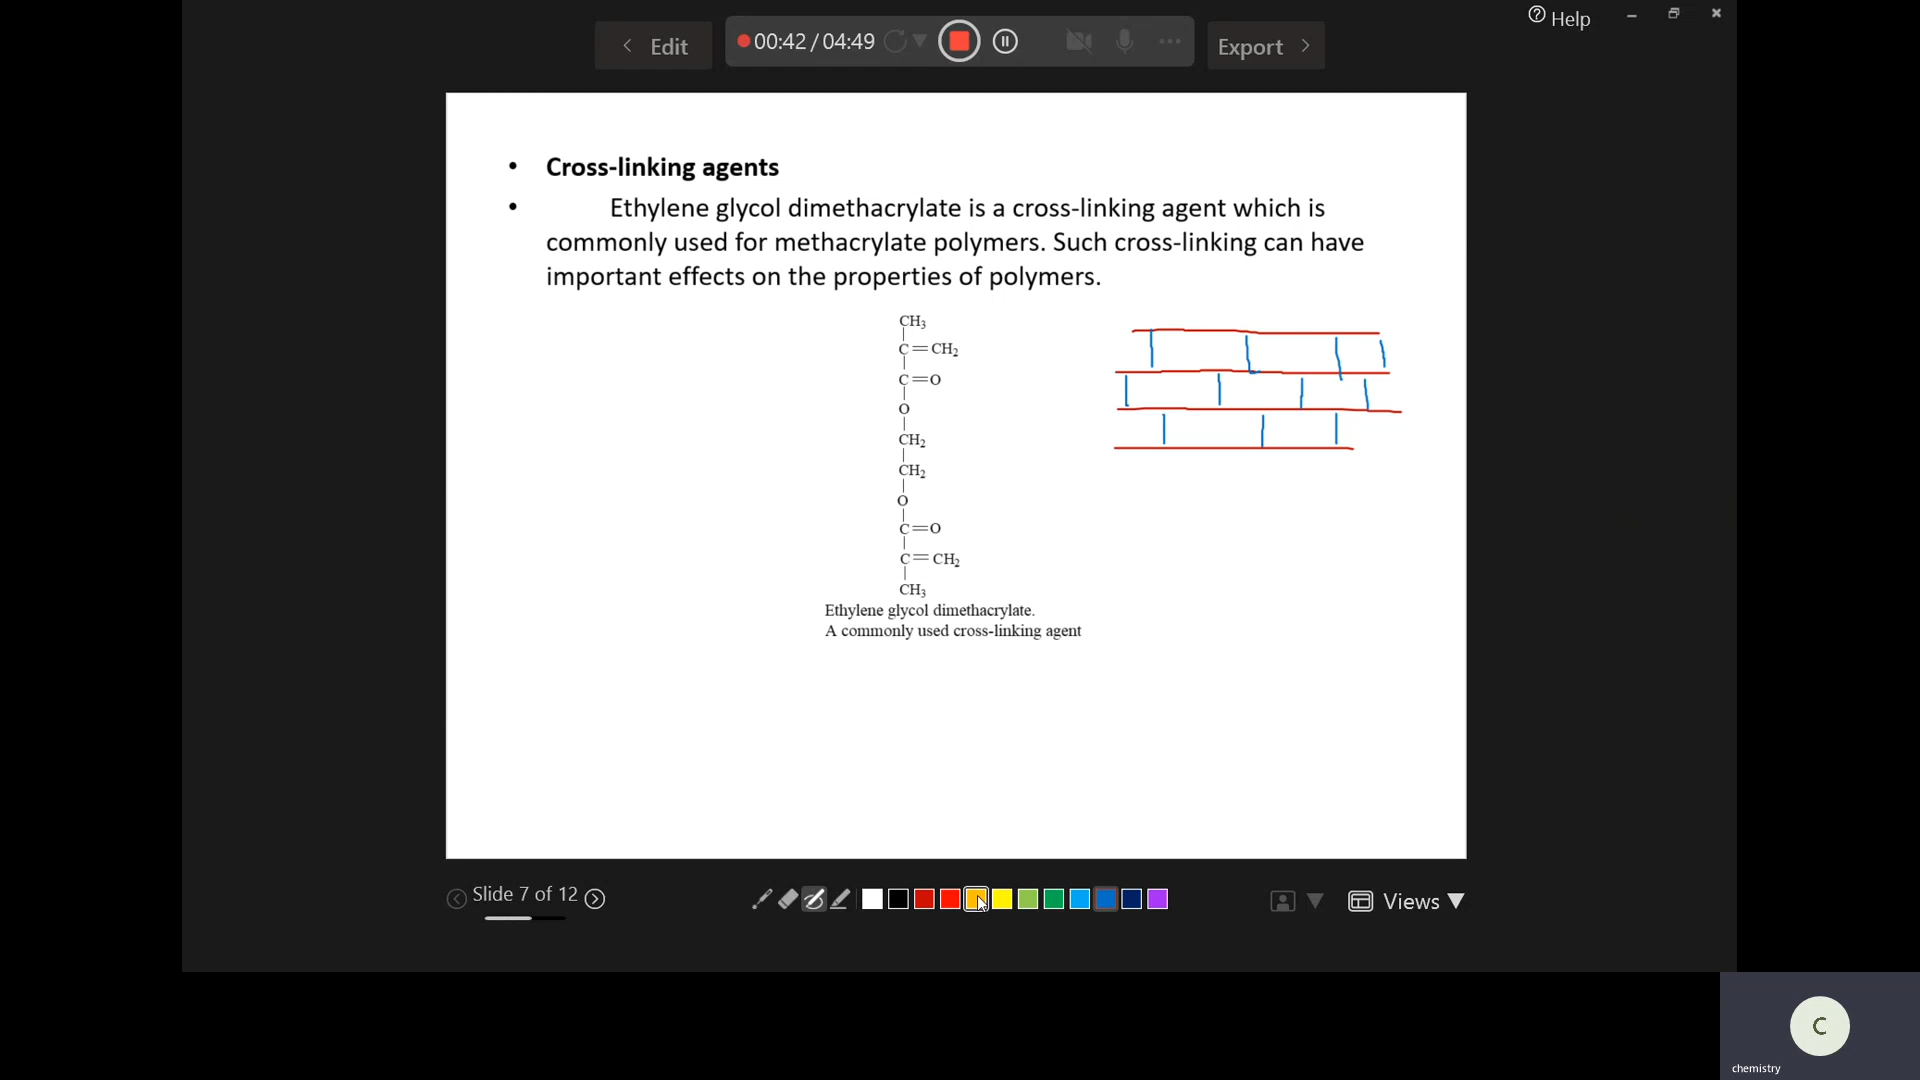 Help
Edit
00:42 / 04:49
Export
• Cross-linking agents
• Ethylene glycol dimethacrylate is a cross-linking agent which is
commonly used for methacrylate polymers. Such cross-linking can have
important effects on the properties of polymers.
CH3
C=CH2
C=O
O
CH2
CH2
O
C=O
C=CH2
CH3
Ethylene glycol dimethacrylate.
A commonly used cross-linking agent
Slide 7 of 12
Views
C
chemistry